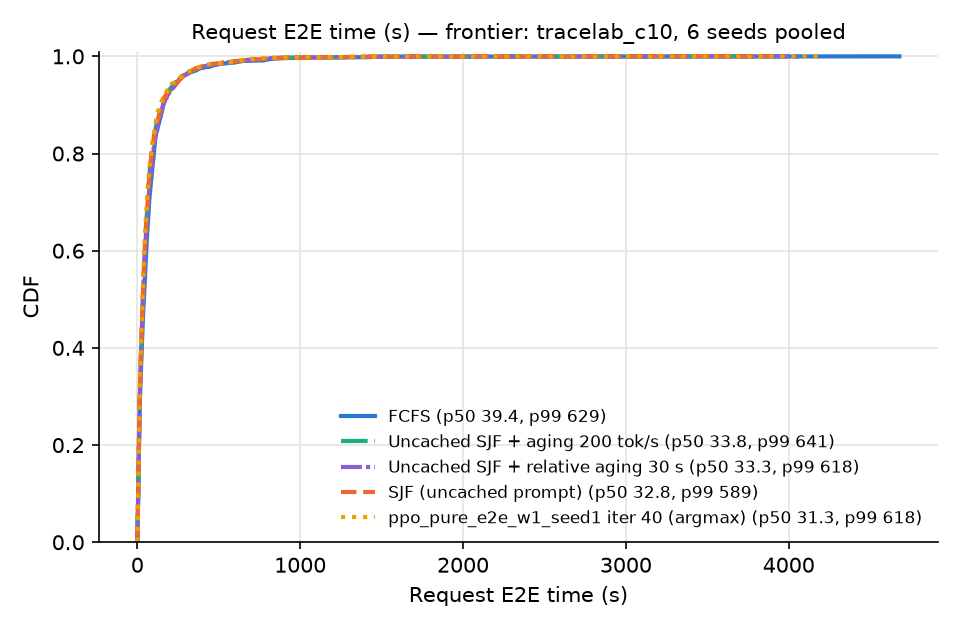 Request E2E time (s) — frontier: tracelab_c10, 6 seeds pooled
1.0
0.8
0.6
0.4
0.2
0.0
CDF
FCFS (p50 39.4, p99 629)
Uncached SJF + aging 200 tok/s (p50 33.8, p99 641)
Uncached SJF + relative aging 30 s (p50 33.3, p99 618)
SJF (uncached prompt) (p50 32.8, p99 589)
ppo_pure_e2e_w1_seed1 iter 40 (argmax) (p50 31.3, p99 618)
0 1000 2000 3000 4000
Request E2E time (s)